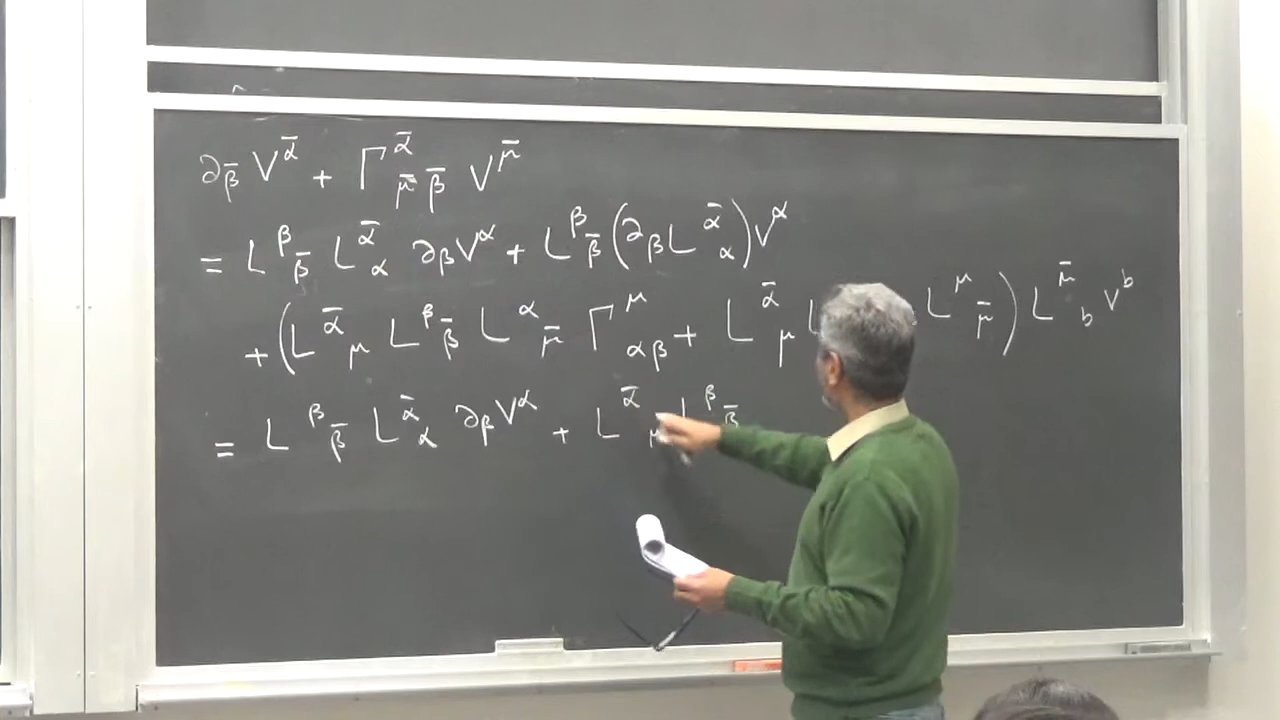 ∂_β̄ V^ᾱ + Γ^ᾱ_μ̄β̄ V^μ̄
= L^β_β̄ L^ᾱ_α ∂_β V^α + L^β_β̄ (∂_β L^ᾱ_α) V^α
+ (L^ᾱ_μ L^β_β̄ L^α_μ̄ Γ^μ_αβ + L^ᾱ_μ L L^μ_μ̄) L^μ̄_b V^b
= L^β_β̄ L^ᾱ_α ∂_β V^α + L^ᾱ_μ L^β_β̄